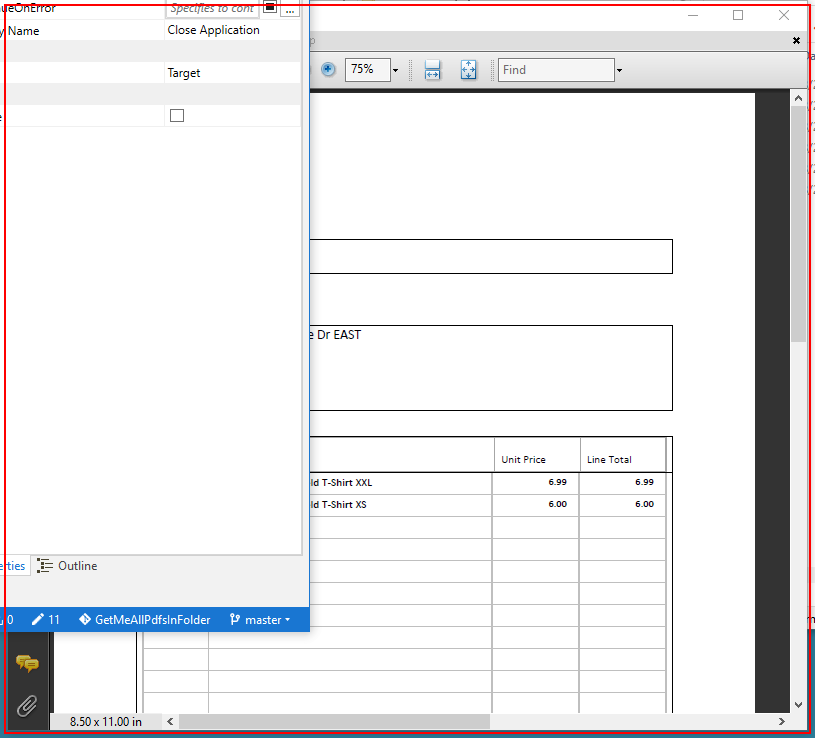 ueOnError
Specifies to cont
...
y Name
Close Application
Target
75%
Find
e Dr EAST
Unit Price
Line Total
ld T-Shirt XXL
6.99
6.99
ld T-Shirt XS
6.00
6.00
erties
Outline
0
11
GetMeAllPdfsInFolder
master
8.50 x 11.00 in